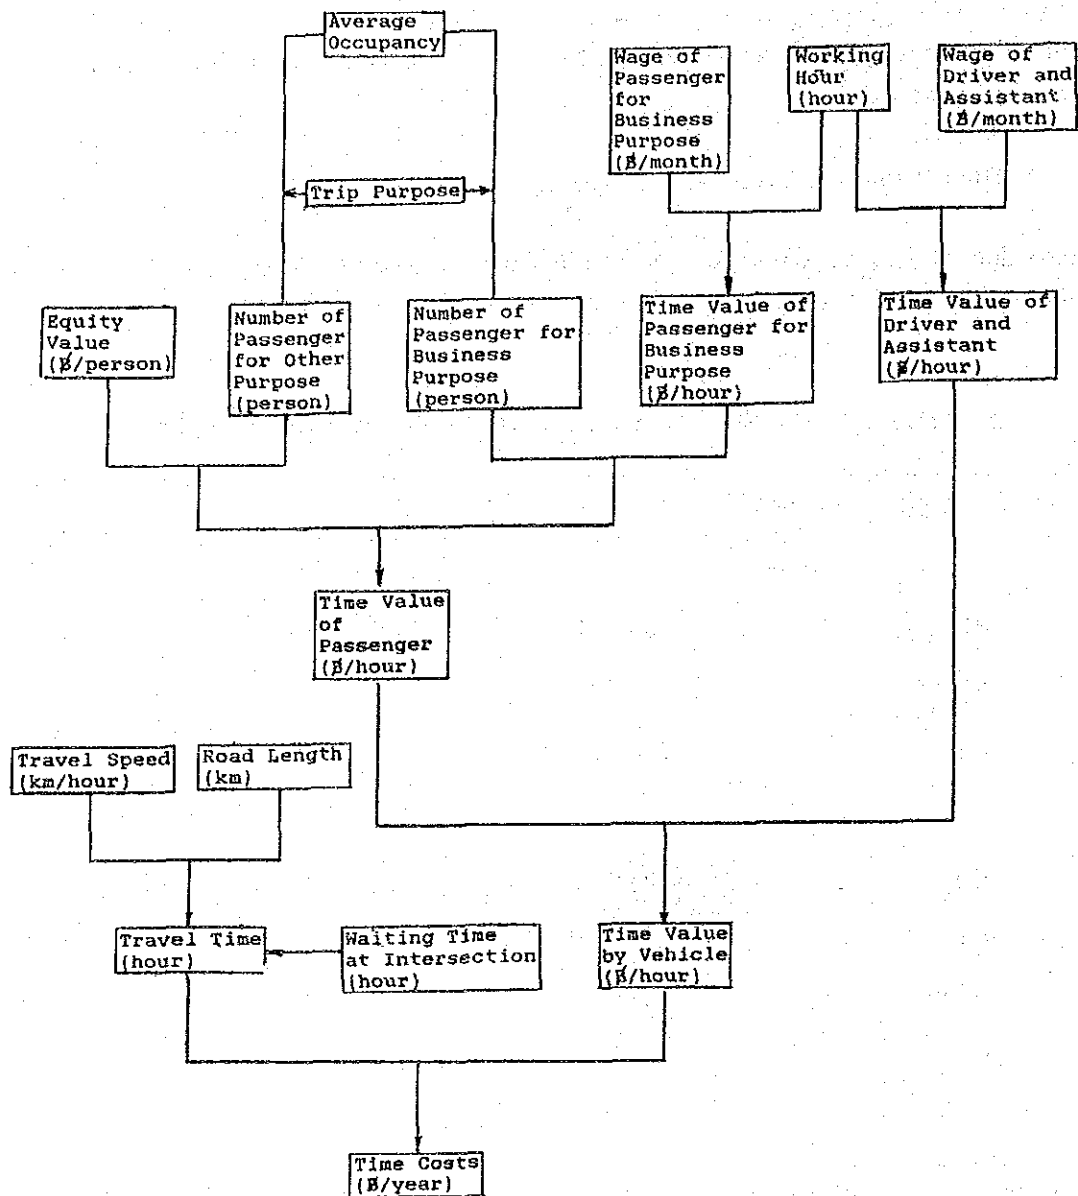 Average
Occupancy
Wage of
Passenger
for
Business
Purpose
(฿/month)
Working
Hour
(hour)
Wage of
Driver and
Assistant
(฿/month)
Trip Purpose
Equity
Value
(฿/person)
Number of
Passenger
for Other
Purpose
(person)
Number of
Passenger for
Business
Purpose
(person)
Time Value of
Passenger for
Business
Purpose
(฿/hour)
Time Value of
Driver and
Assistant
(฿/hour)
Time Value
of
Passenger
(฿/hour)
Travel Speed
(km/hour)
Road Length
(km)
Travel Time
(hour)
Waiting Time
at Intersection
(hour)
Time Value
by Vehicle
(฿/hour)
Time Costs
(฿/year)